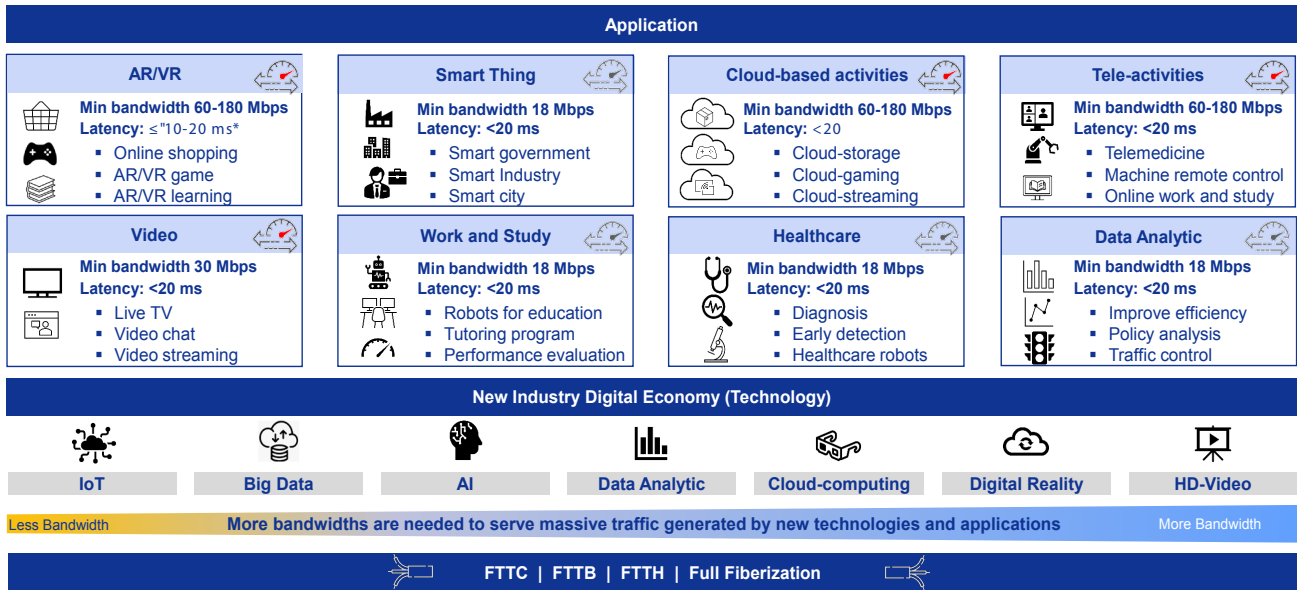 Application
AR/VR
Min bandwidth 60-180 Mbps
Latency: ≤"10-20 ms*
▪ Online shopping
▪ AR/VR game
▪ AR/VR learning
Smart Thing
Min bandwidth 18 Mbps
Latency: <20 ms
▪ Smart government
▪ Smart Industry
▪ Smart city
Cloud-based activities
Min bandwidth 60-180 Mbps
Latency: <20
▪ Cloud-storage
▪ Cloud-gaming
▪ Cloud-streaming
Tele-activities
Min bandwidth 60-180 Mbps
Latency: <20 ms
▪ Telemedicine
▪ Machine remote control
▪ Online work and study
Video
Min bandwidth 30 Mbps
Latency: <20 ms
▪ Live TV
▪ Video chat
▪ Video streaming
Work and Study
Min bandwidth 18 Mbps
Latency: <20 ms
▪ Robots for education
▪ Tutoring program
▪ Performance evaluation
Healthcare
Min bandwidth 18 Mbps
Latency: <20 ms
▪ Diagnosis
▪ Early detection
▪ Healthcare robots
Data Analytic
Min bandwidth 18 Mbps
Latency: <20 ms
▪ Improve efficiency
▪ Policy analysis
▪ Traffic control
New Industry Digital Economy (Technology)
IoT
Big Data
AI
Data Analytic
Cloud-computing
Digital Reality
HD-Video
Less Bandwidth
More bandwidths are needed to serve massive traffic generated by new technologies and applications
More Bandwidth
FTTC | FTTB | FTTH | Full Fiberization